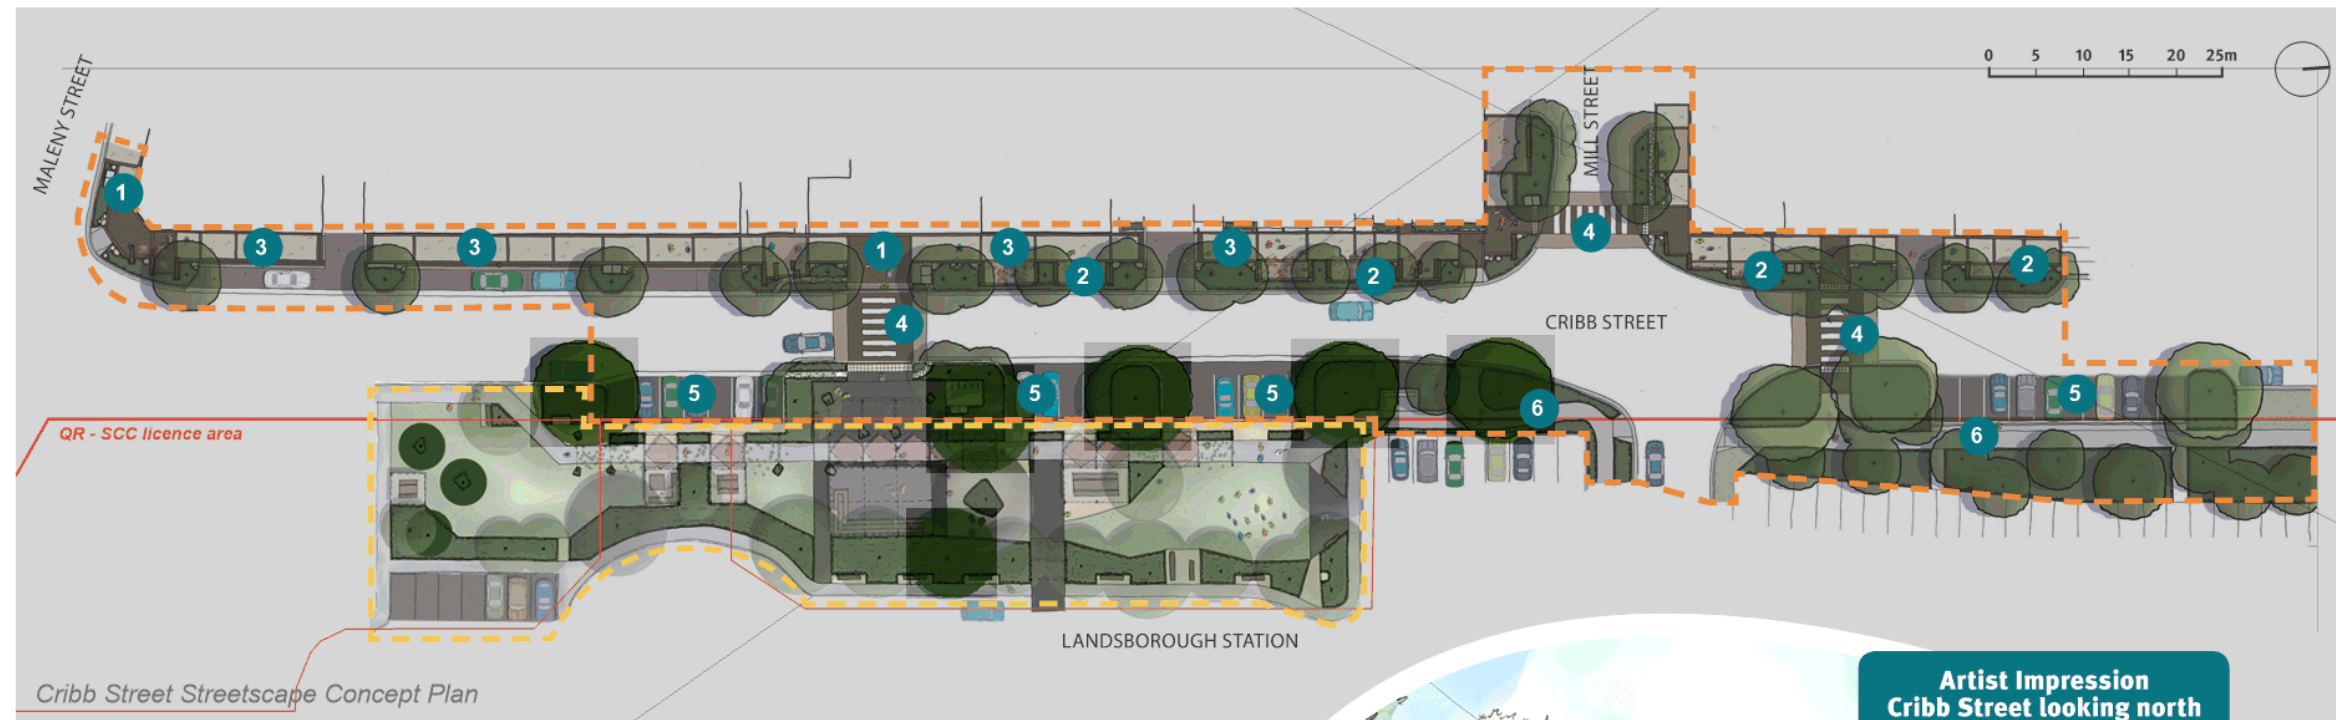 0 5 10 15 20 25m
MALENY STREET
MILL STREET
1
3
3
1
3
2
3
2
4
2
2
4
CRIBB STREET
4
5
5
5
6
5
6
QR - SCC licence area
LANDSBOROUGH STATION
Cribb Street Streetscape Concept Plan
Artist Impression
Cribb Street looking north